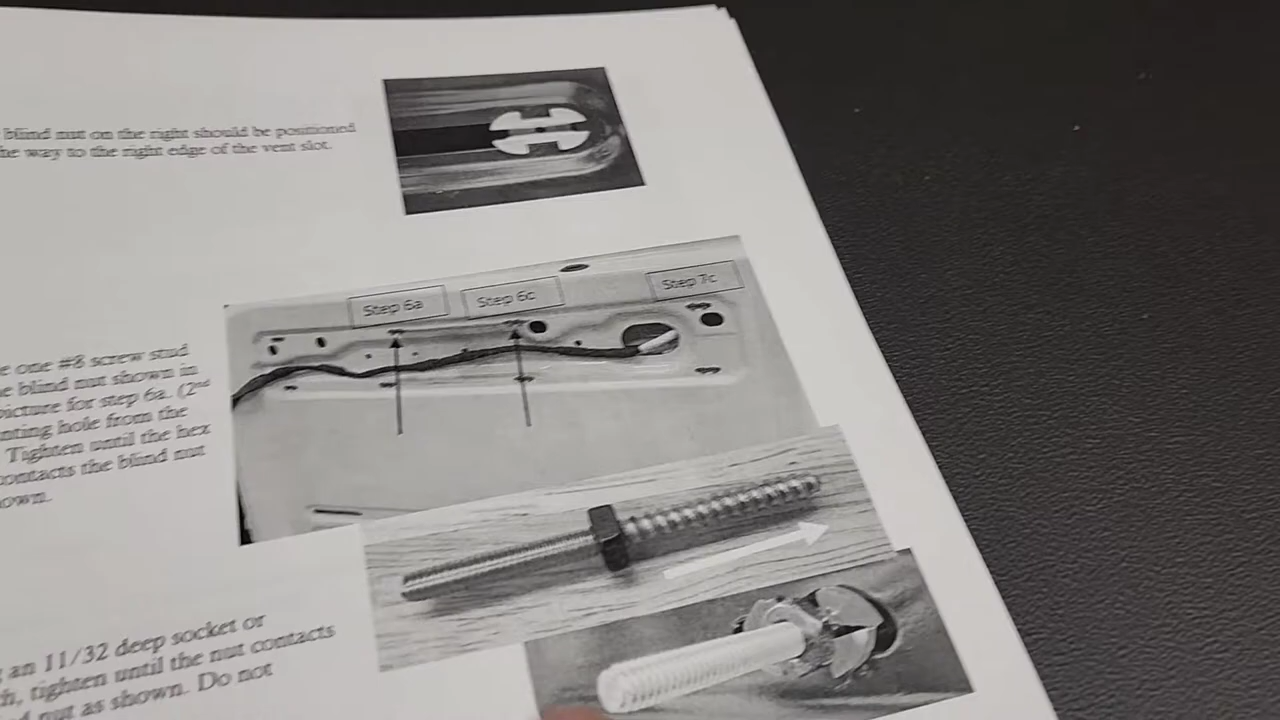 blind nut on the right should be positioned
he way to the right edge of the vent slot.
Step 6a
Step 6c
Step 7c
e one #8 screw stud
e blind nut shown in
picture for step 6a. (2nd
nting hole from the
Tighten until the hex
contacts the blind nut
own.
g an 11/32 deep socket or
h, tighten until the nut contacts
d nut as shown. Do not